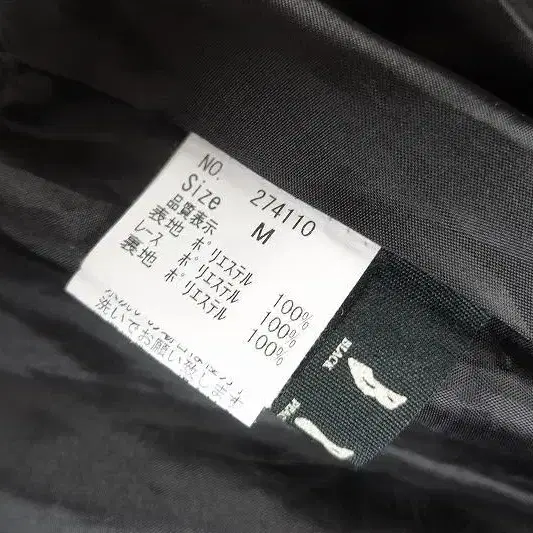 NO. 274110
Size M
品質表示
表地 ポリエステル 100%
レース ポリエステル 100%
裏地 ポリエステル 100%
洗いでお願い致します
BLACK